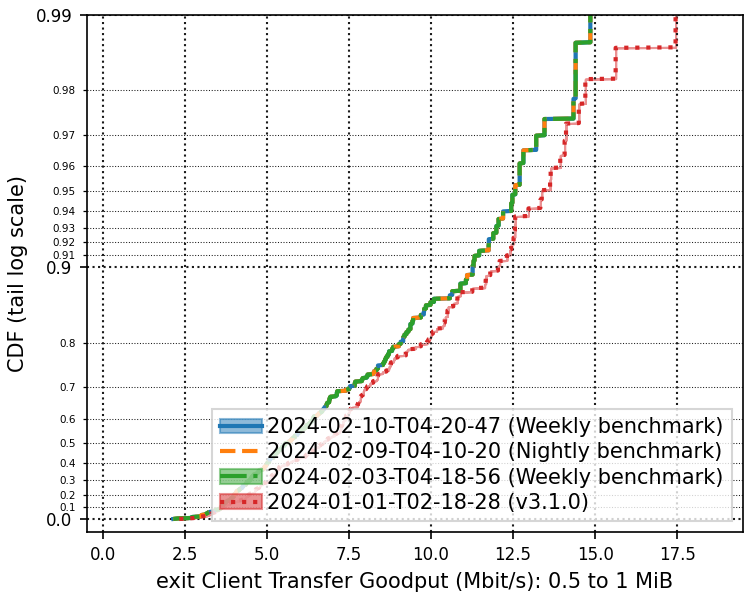 0.99
0.98
0.97
0.96
0.95
0.94
0.93
0.92
0.91
0.9
0.8
0.7
0.6
0.5
0.4
0.3
0.2
0.1
0.0
CDF (tail log scale)
2024-02-10-T04-20-47 (Weekly benchmark)
2024-02-09-T04-10-20 (Nightly benchmark)
2024-02-03-T04-18-56 (Weekly benchmark)
2024-01-01-T02-18-28 (v3.1.0)
0.0 2.5 5.0 7.5 10.0 12.5 15.0 17.5
exit Client Transfer Goodput (Mbit/s): 0.5 to 1 MiB